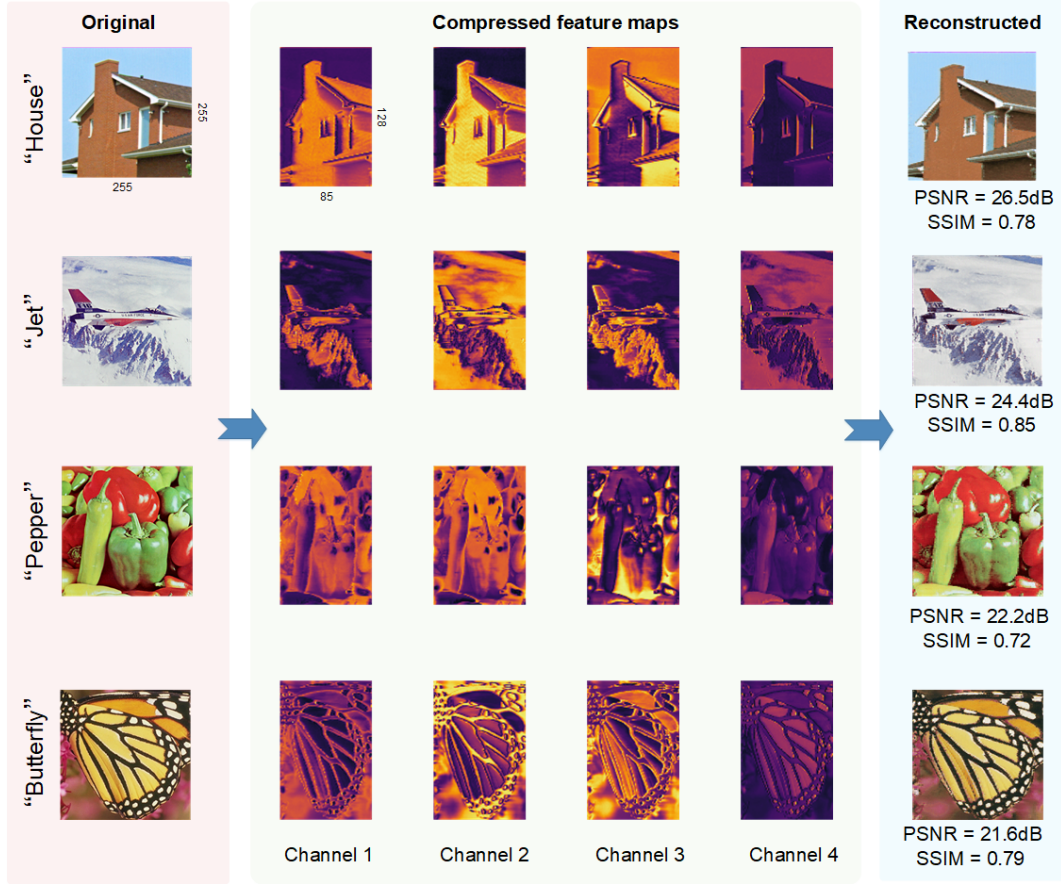 Original
Compressed feature maps
Reconstructed
“House”
255
255
128
85
PSNR = 26.5dB
SSIM = 0.78
“Jet”
PSNR = 24.4dB
SSIM = 0.85
“Pepper”
PSNR = 22.2dB
SSIM = 0.72
“Butterfly”
PSNR = 21.6dB
SSIM = 0.79
Channel 1
Channel 2
Channel 3
Channel 4